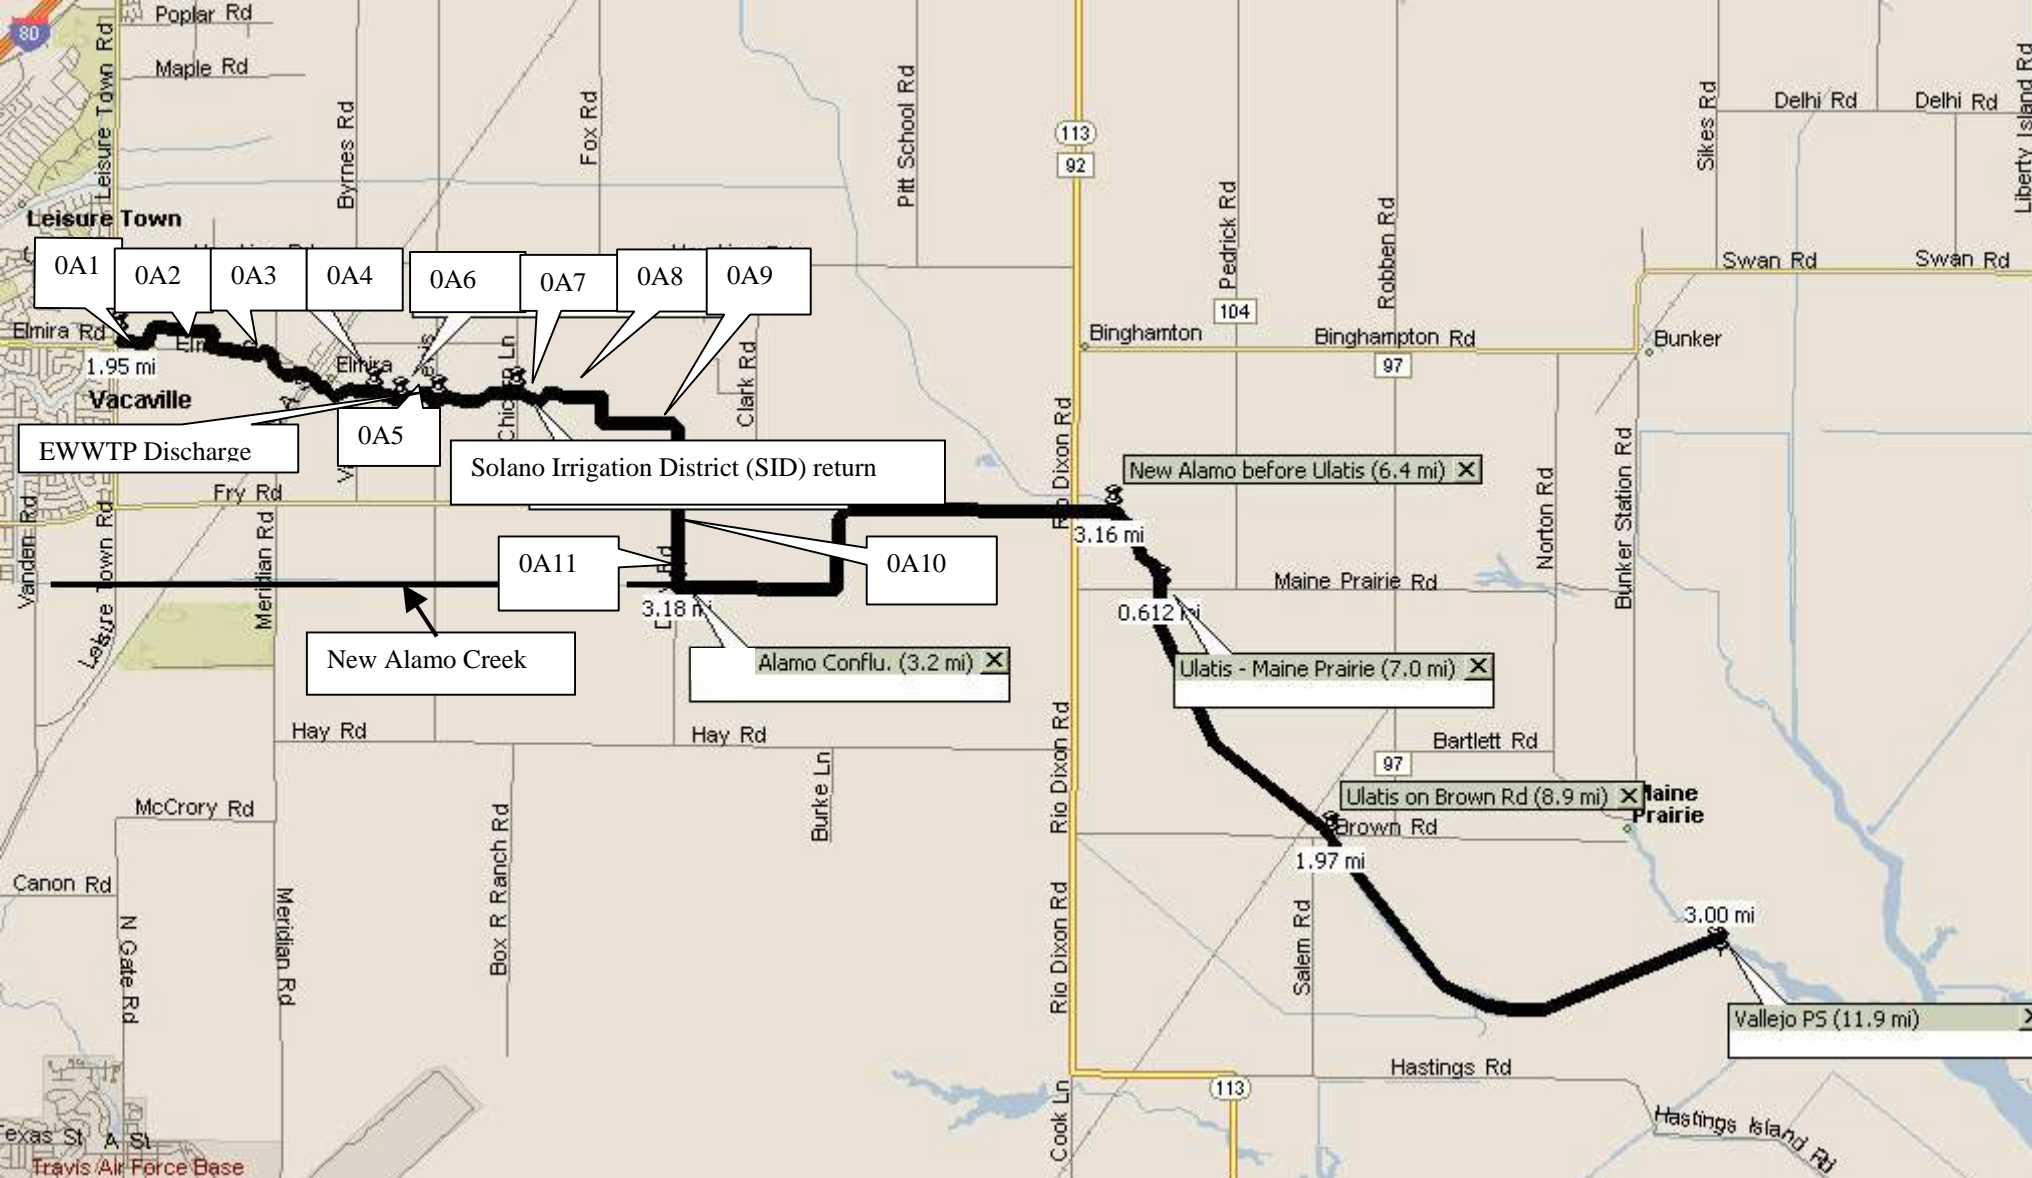 Poplar Rd
80
Maple Rd
Leisure Town Rd
Byrnes Rd
Fox Rd
Pitt School Rd
113
92
Sikes Rd
Delhi Rd
Delhi Rd
Liberty Island Rd
Pedrick Rd
Robben Rd
Leisure Town
0A1
0A2
0A3
0A4
0A6
0A7
0A8
0A9
Swan Rd
Swan Rd
104
Elmira Rd
Binghamton
Binghampton Rd
Bunker
97
1.95 mi
Elmira
Vacaville
Clark Rd
EWWTP Discharge
0A5
Solano Irrigation District (SID) return
Rio Dixon Rd
New Alamo before Ulatis (6.4 mi)
Norton Rd
Bunker Station Rd
Fry Rd
Vanden Rd
Leisure Town Rd
Meridian Rd
3.16 mi
0A11
0A10
Maine Prairie Rd
3.18 mi
0.612 mi
New Alamo Creek
Alamo Conflu. (3.2 mi)
Ulatis - Maine Prairie (7.0 mi)
Hay Rd
Hay Rd
Rio Dixon Rd
Bartlett Rd
97
Burke Ln
McCrory Rd
Box R Ranch Rd
Ulatis on Brown Rd (8.9 mi)
Maine
Prairie
Brown Rd
1.97 mi
Canon Rd
N Gate Rd
Meridian Rd
Rio Dixon Rd
Salem Rd
3.00 mi
Vallejo PS (11.9 mi)
Hastings Rd
113
Cook Ln
Hastings Island Rd
Texas St
A St
Travis Air Force Base